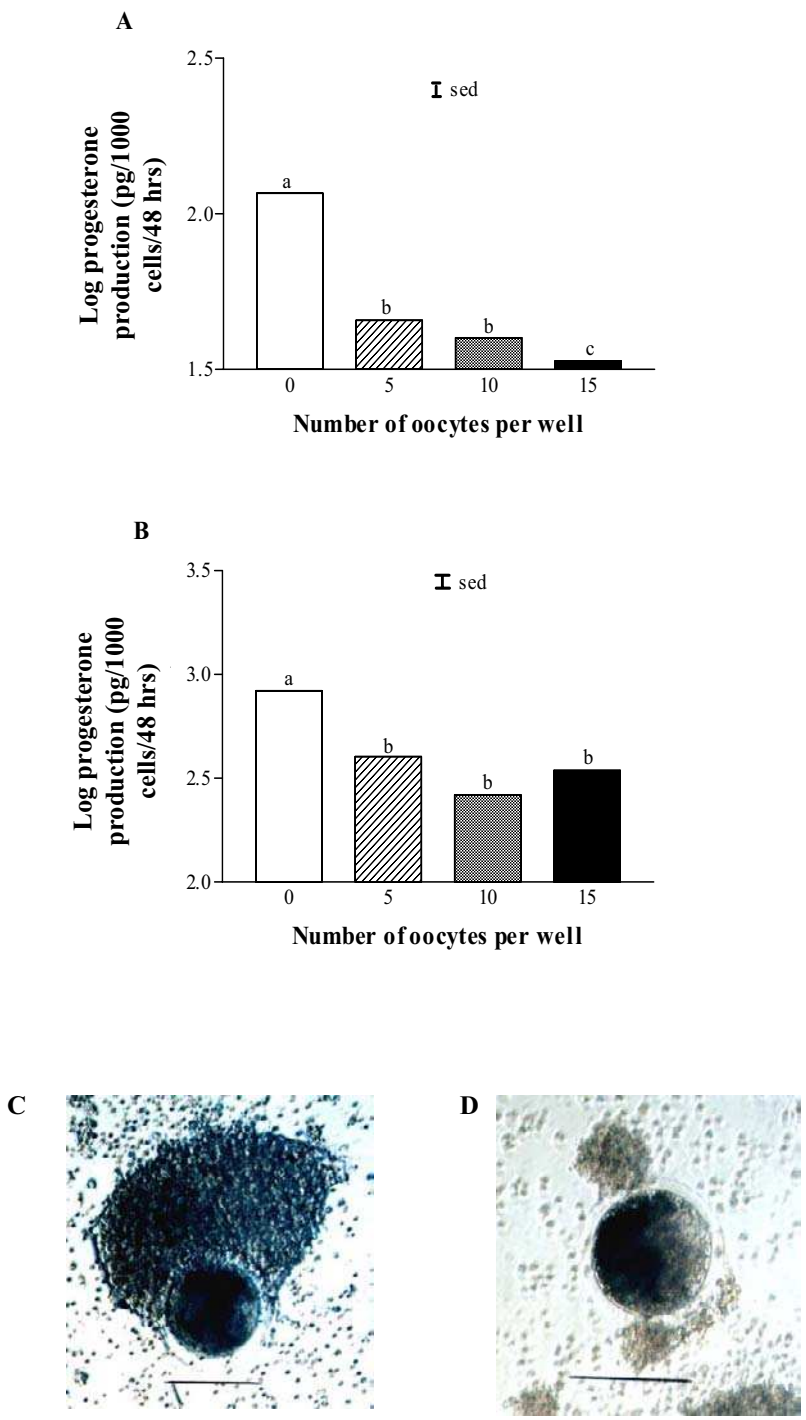 A
2.5
sed
Log progesterone
production (pg/1000
cells/48 hrs)
a
2.0
b
b
c
1.5
0 5 10 15
Number of oocytes per well
B
3.5
sed
Log progesterone
production (pg/1000
cells/48 hrs)
3.0
a
b
b
b
2.5
2.0
0 5 10 15
Number of oocytes per well
C D